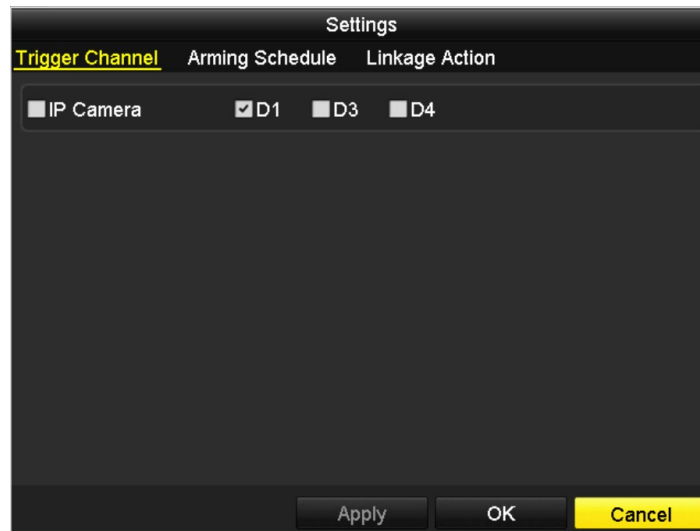 Settings
Trigger Channel Arming Schedule Linkage Action
IP Camera D1 D3 D4
Apply OK Cancel